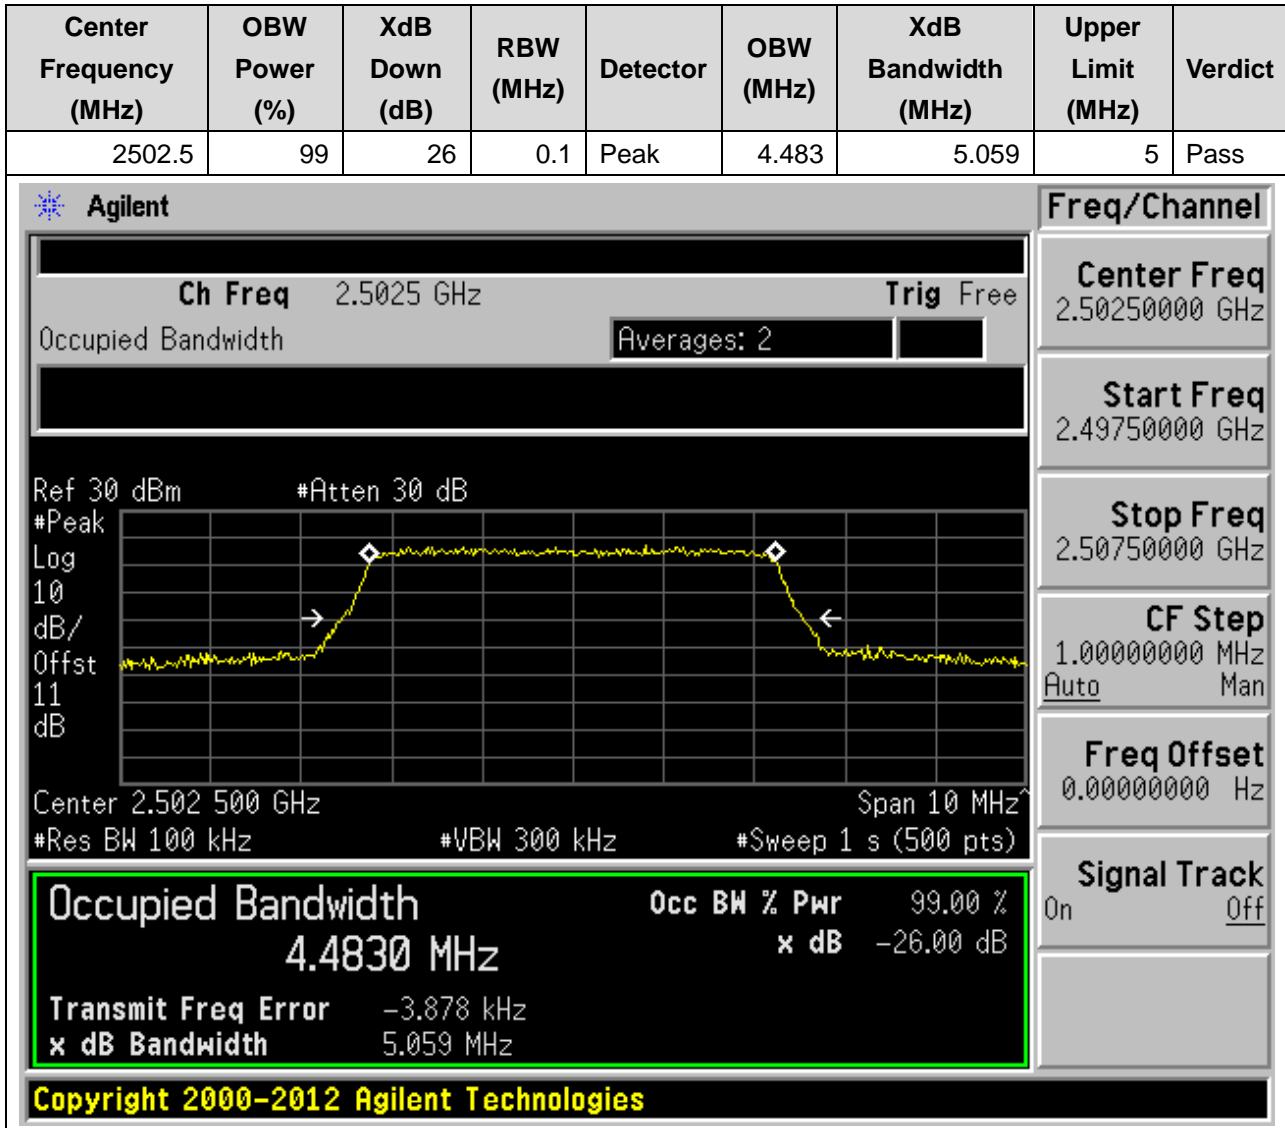 Center Frequency (MHz) OBW Power (%) XdB Down (dB) RBW (MHz) Detector OBW (MHz) XdB Bandwidth (MHz) Upper Limit (MHz) Verdict
2502.5 99 26 0.1 Peak 4.483 5.059 5 Pass
Agilent
Ch Freq 2.5025 GHz Trig Free
Occupied Bandwidth Averages: 2
Ref 30 dBm #Atten 30 dB
#Peak
Log
10
dB/
Offst
11
dB
Center 2.502 500 GHz Span 10 MHz^
#Res BW 100 kHz #VBW 300 kHz #Sweep 1 s (500 pts)
Occupied Bandwidth Occ BW % Pwr 99.00 %
4.4830 MHz x dB -26.00 dB
Transmit Freq Error -3.878 kHz
x dB Bandwidth 5.059 MHz
Copyright 2000-2012 Agilent Technologies
Freq/Channel
Center Freq
2.50250000 GHz
Start Freq
2.49750000 GHz
Stop Freq
2.50750000 GHz
CF Step
1.00000000 MHz
Auto Man
Freq Offset
0.00000000 Hz
Signal Track
On Off